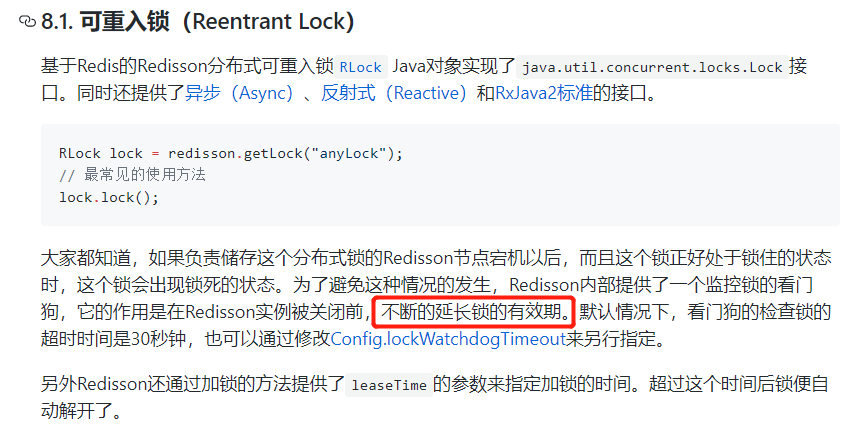 8.1. 可重入锁（Reentrant Lock）
基于Redis的Redisson分布式可重入锁 RLock Java对象实现了 java.util.concurrent.locks.Lock 接
口。同时还提供了异步（Async）、反射式（Reactive）和RxJava2标准的接口。
RLock lock = redisson.getLock("anyLock");
// 最常见的使用方法
lock.lock();
大家都知道，如果负责储存这个分布式锁的Redisson节点宕机以后，而且这个锁正好处于锁住的状态
时，这个锁会出现锁死的状态。为了避免这种情况的发生，Redisson内部提供了一个监控锁的看门
狗，它的作用是在Redisson实例被关闭前，不断的延长锁的有效期。默认情况下，看门狗的检查锁的
超时时间是30秒钟，也可以通过修改Config.lockWatchdogTimeout来另行指定。
另外Redisson还通过加锁的方法提供了 leaseTime 的参数来指定加锁的时间。超过这个时间后锁便自
动解开了。